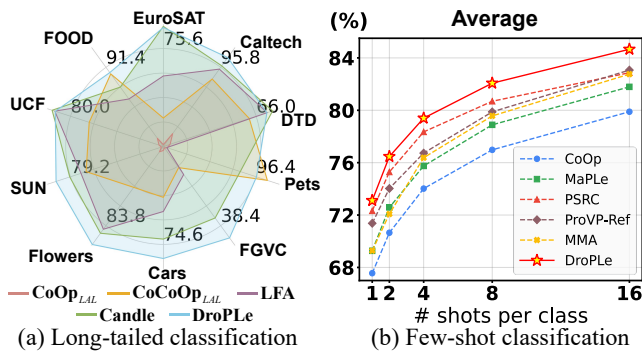 EuroSAT
FOOD
Caltech
UCF
DTD
SUN
Pets
Flowers
FGVC
Cars
75.6
91.4
95.8
80.0
66.0
79.2
96.4
83.8
38.4
74.6
CoOp_LAL CoCoOp_LAL LFA
Candle DroPLe
(a) Long-tailed classification
(%) Average
84
80
76
72
68
1 2 4 8 16
# shots per class
CoOp
MaPLe
PSRC
ProVP-Ref
MMA
DroPLe
(b) Few-shot classification